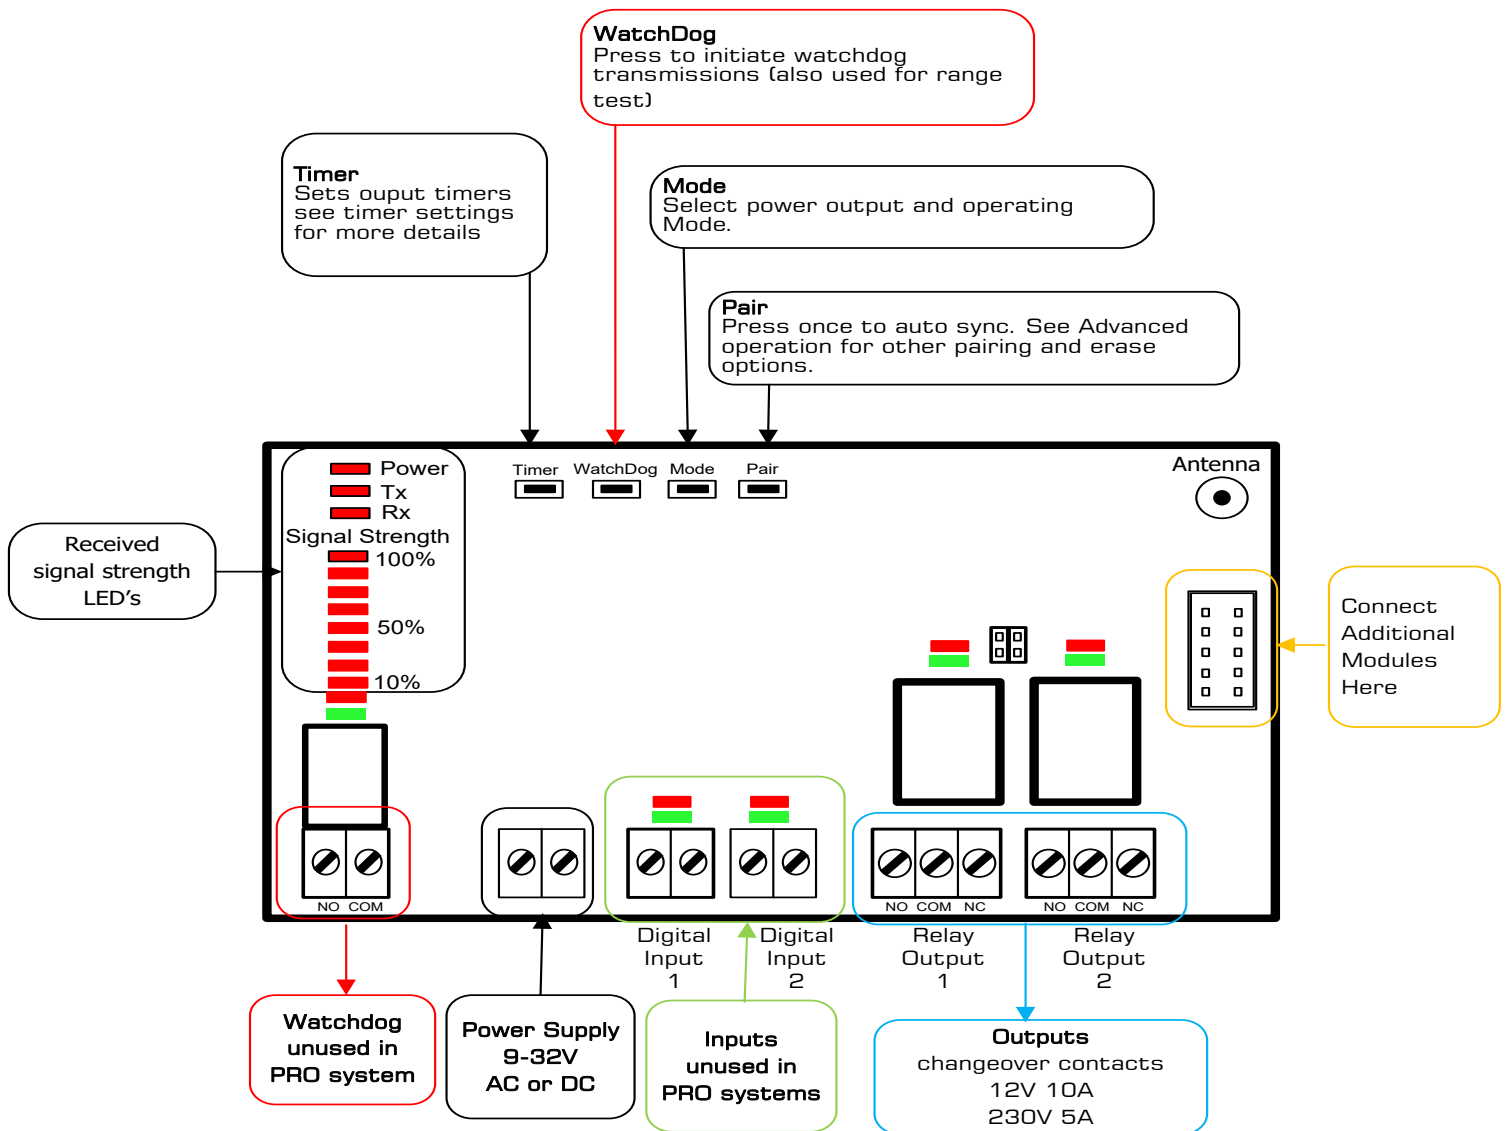 WatchDog
Press to initiate watchdog
transmissions (also used for range
test)
Timer
Sets ouput timers
see timer settings
for more details
Mode
Select power output and operating
Mode.
Pair
Press once to auto sync. See Advanced
operation for other pairing and erase
options.
Power
Tx
Rx
Signal Strength
100%
50%
10%
Timer
WatchDog
Mode
Pair
Antenna
Received
signal strength
LED’s
Connect
Additional
Modules
Here
NO COM
NO COM NC
NO COM NC
Digital
Input
1
Digital
Input
2
Relay
Output
1
Relay
Output
2
Watchdog
unused in
PRO system
Power Supply
9-32V
AC or DC
Inputs
unused in
PRO systems
Outputs
changeover contacts
12V 10A
230V 5A